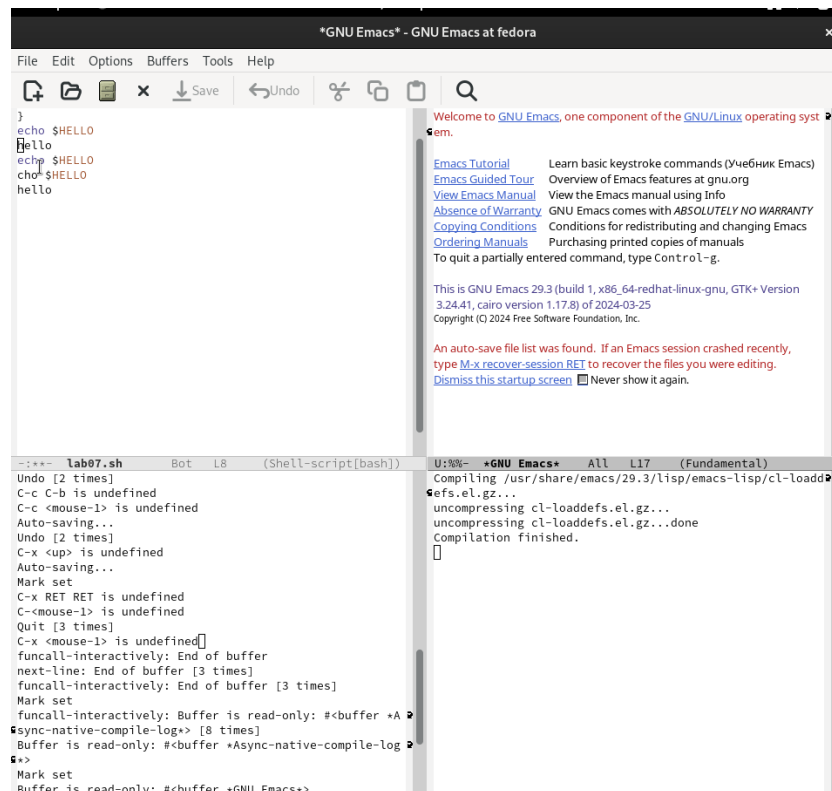 *GNU Emacs* - GNU Emacs at fedora
File Edit Options Buffers Tools Help
Save Undo
}
echo $HELLO
hello
echo $HELLO
cho $HELLO
hello
-:**- lab07.sh Bot L8 (Shell-script[bash])
Welcome to GNU Emacs, one component of the GNU/Linux operating syst
em.
Emacs Tutorial Learn basic keystroke commands (Учебник Emacs)
Emacs Guided Tour Overview of Emacs features at gnu.org
View Emacs Manual View the Emacs manual using Info
Absence of Warranty GNU Emacs comes with ABSOLUTELY NO WARRANTY
Copying Conditions Conditions for redistributing and changing Emacs
Ordering Manuals Purchasing printed copies of manuals
To quit a partially entered command, type Control-g.
This is GNU Emacs 29.3 (build 1, x86_64-redhat-linux-gnu, GTK+ Version
3.24.41, cairo version 1.17.8) of 2024-03-25
Copyright (C) 2024 Free Software Foundation, Inc.
An auto-save file list was found. If an Emacs session crashed recently,
type M-x recover-session RET to recover the files you were editing.
Dismiss this startup screen Never show it again.
U:%%- *GNU Emacs* All L17 (Fundamental)
Undo [2 times]
C-c C-b is undefined
C-c <mouse-1> is undefined
Auto-saving...
Undo [2 times]
C-x <up> is undefined
Auto-saving...
Mark set
C-x RET RET is undefined
C-<mouse-1> is undefined
Quit [3 times]
C-x <mouse-1> is undefined
funcall-interactively: End of buffer
next-line: End of buffer [3 times]
funcall-interactively: End of buffer [3 times]
Mark set
funcall-interactively: Buffer is read-only: #<buffer *A
sync-native-compile-log*> [8 times]
Buffer is read-only: #<buffer *Async-native-compile-log
*>
Mark set
Buffer is read-only: #<buffer *GNU Emacs*>
Compiling /usr/share/emacs/29.3/lisp/emacs-lisp/cl-loadd
efs.el.gz...
uncompressing cl-loaddefs.el.gz...
uncompressing cl-loaddefs.el.gz...done
Compilation finished.